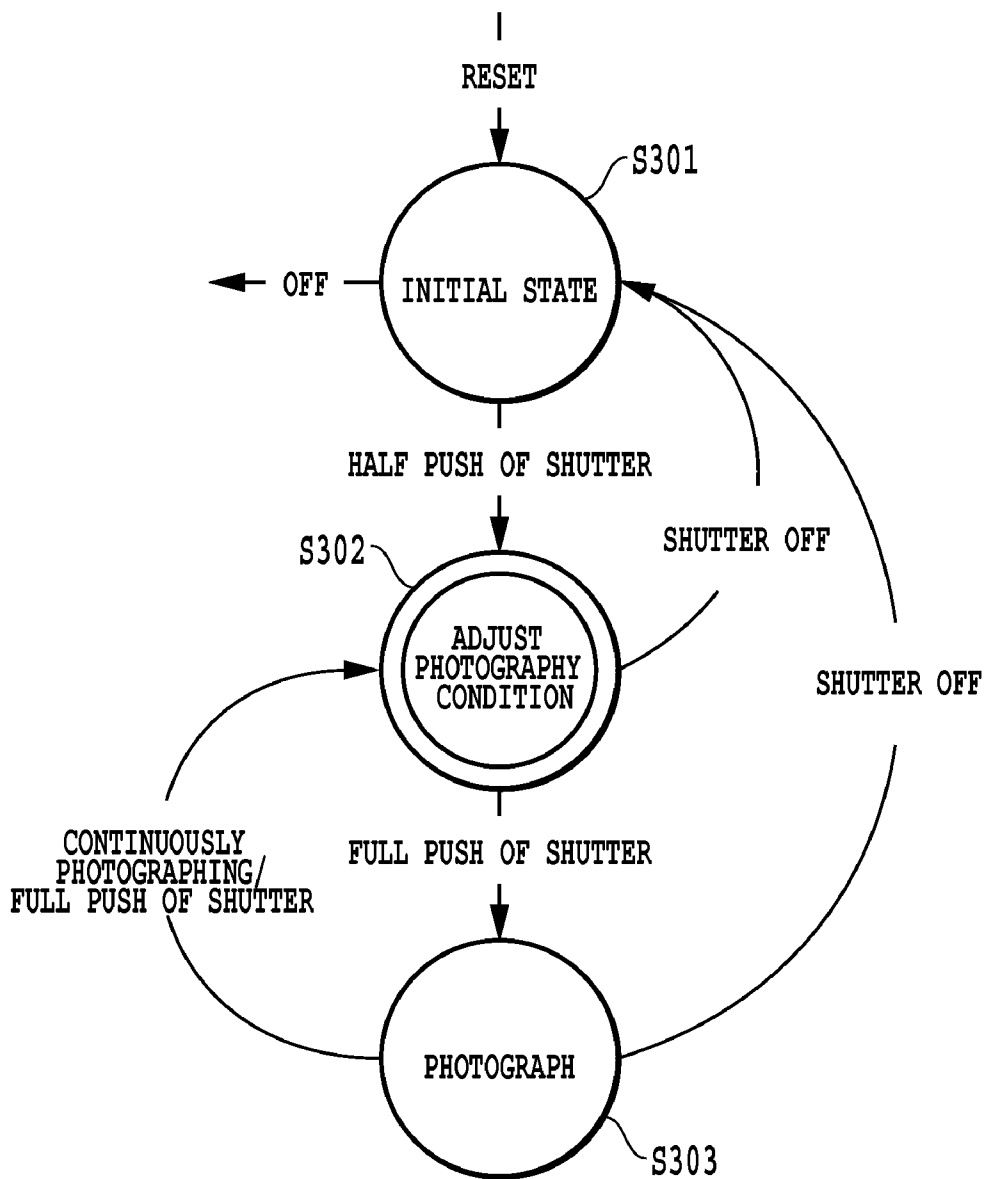 RESET
S301
OFF
INITIAL STATE
HALF PUSH OF SHUTTER
S302
SHUTTER OFF
ADJUST
PHOTOGRAPHY
CONDITION
SHUTTER OFF
CONTINUOUSLY
PHOTOGRAPHING/
FULL PUSH OF SHUTTER
FULL PUSH OF SHUTTER
PHOTOGRAPH
S303